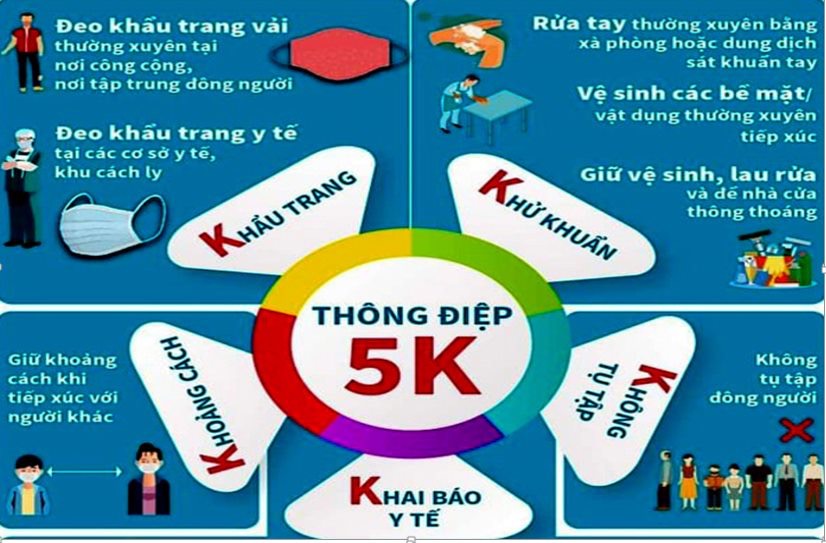 Đeo khẩu trang vải
thường xuyên tại
nơi công cộng,
nơi tập trung đông người
Đeo khẩu trang y tế
tại các cơ sở y tế,
khu cách ly
KHẨU TRANG
Rửa tay thường xuyên bằng
xà phòng hoặc dung dịch
sát khuẩn tay
Vệ sinh các bề mặt/
vật dụng thường xuyên
tiếp xúc
Giữ vệ sinh, lau rửa
và để nhà cửa
thông thoáng
KHỬ KHUẨN
THÔNG ĐIỆP
5K
Giữ khoảng
cách khi
tiếp xúc với
người khác
KHOẢNG CÁCH
KHÔNG
TỤ TẬP
Không
tụ tập
đông người
KHAI BÁO
Y TẾ